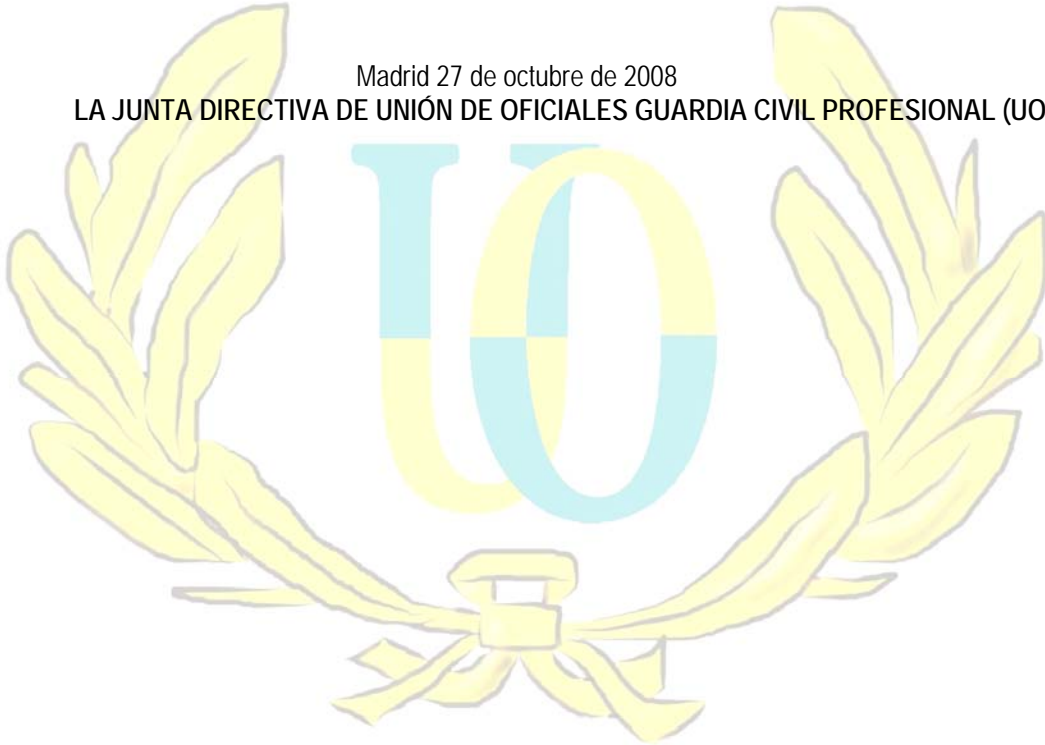 Madrid 27 de octubre de 2008
LA JUNTA DIRECTIVA DE UNIÓN DE OFICIALES GUARDIA CIVIL PROFESIONAL (UO
UO